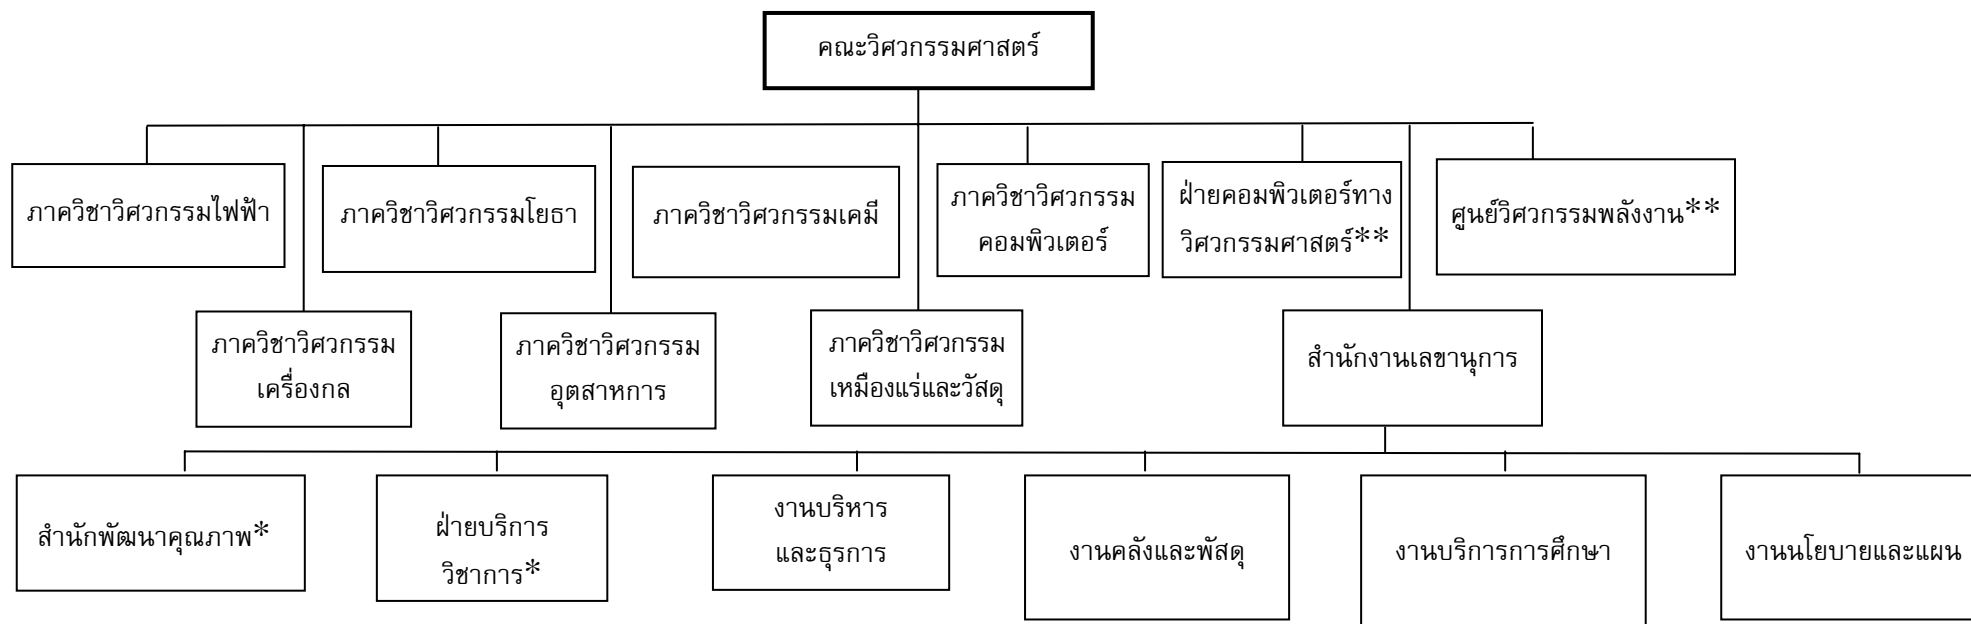 คณะวิศวกรรมศาสตร์
ภาควิชาวิศวกรรมไฟฟ้า
ภาควิชาวิศวกรรมโยธา
ภาควิชาวิศวกรรมเคมี
ภาควิชาวิศวกรรม
คอมพิวเตอร์
ฝ่ายคอมพิวเตอร์ทาง
วิศวกรรมศาสตร์**
ศูนย์วิศวกรรมพลังงาน**
ภาควิชาวิศวกรรม
เครื่องกล
ภาควิชาวิศวกรรม
อุตสาหการ
ภาควิชาวิศวกรรม
เหมืองแร่และวัสดุ
สำนักงานเลขานุการ
สำนักพัฒนาคุณภาพ*
ฝ่ายบริการ
วิชาการ*
งานบริหาร
และธุรการ
งานคลังและพัสดุ
งานบริการการศึกษา
งานนโยบายและแผน